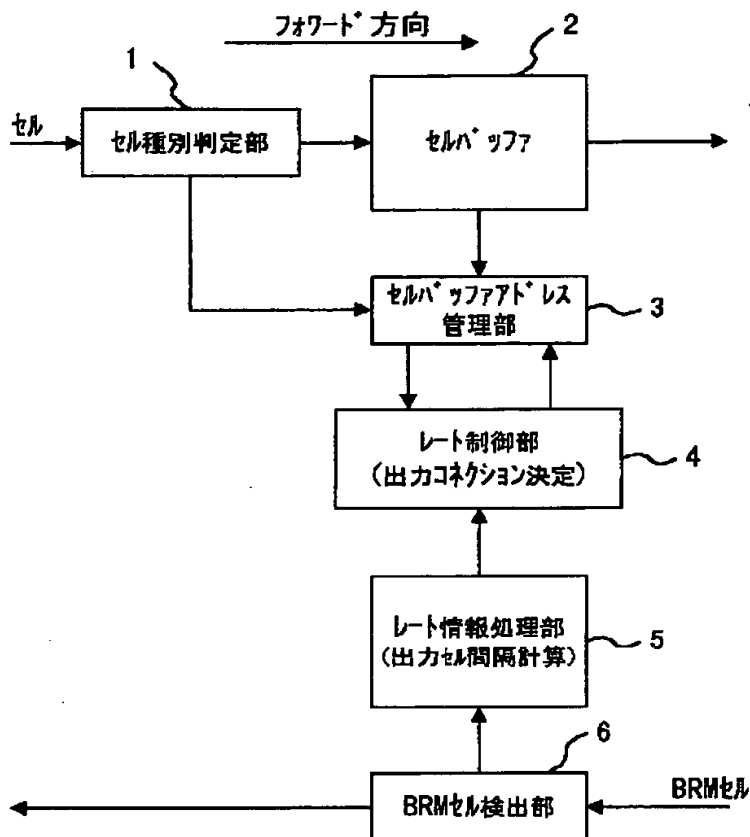 フォワード 方向
1
2
セル
セル種別判定部
セルバッファ
セルバッファアドレス
管理部
3
レート制御部
(出力コネクション決定)
4
レート情報処理部
(出力セル間隔計算)
5
6
BRMセル検出部
BRMセル